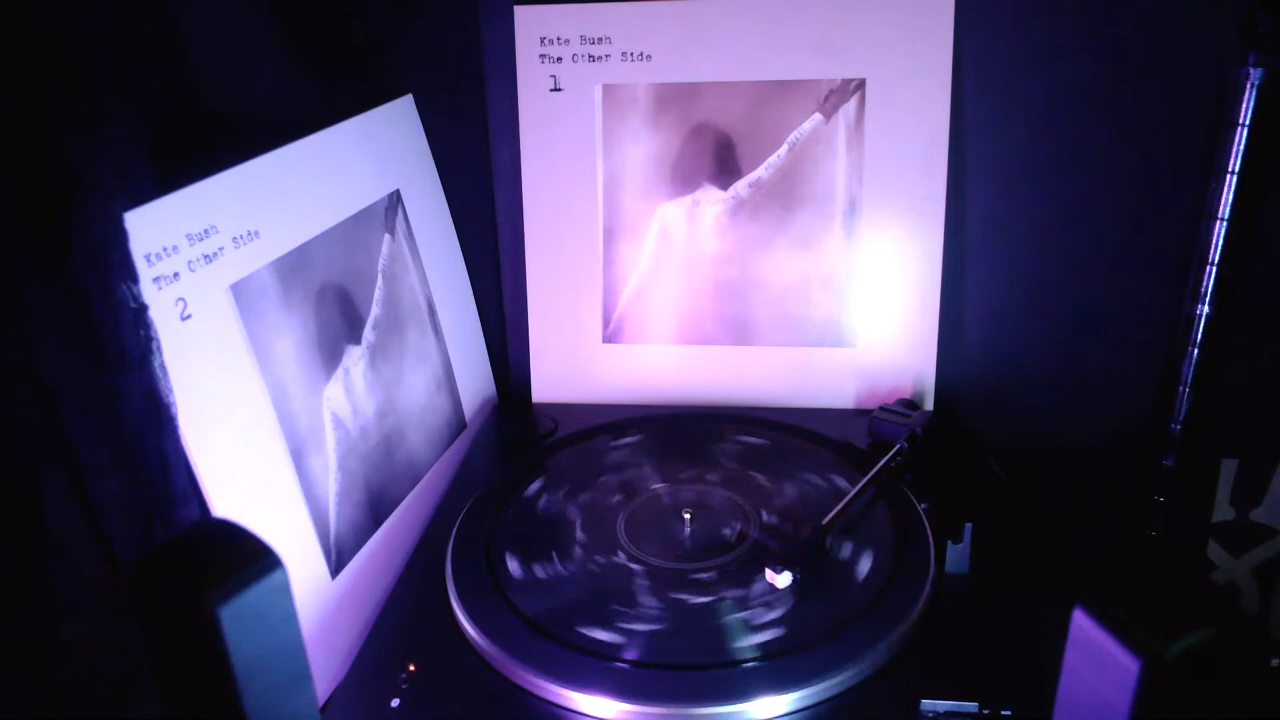 Kate Bush
The Other Side
1
Kate Bush
The Other Side
2